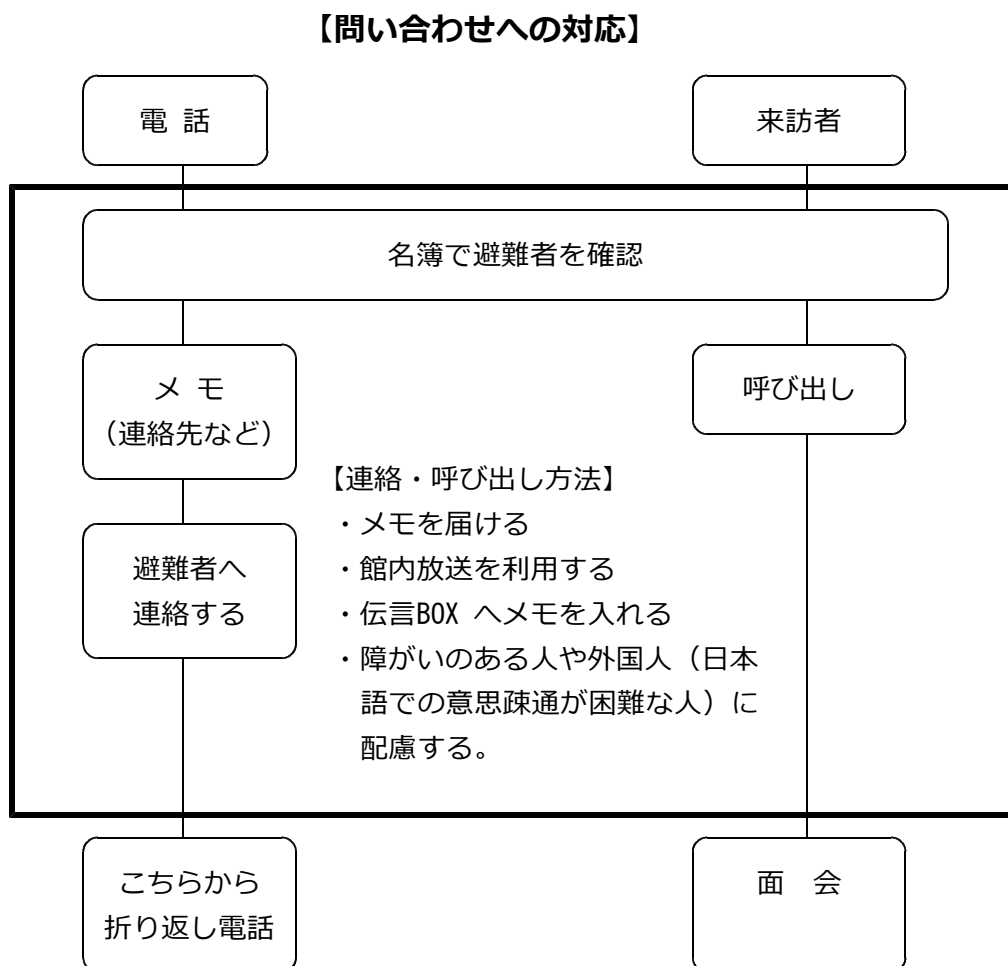 【問い合わせへの対応】
電 話
来訪者
名簿で避難者を確認
メ モ
（連絡先など）
呼び出し
避難者へ
連絡する
【連絡・呼び出し方法】
・メモを届ける
・館内放送を利用する
・伝言BOX へメモを入れる
・障がいのある人や外国人（日本
語での意思疎通が困難な人）に
配慮する。
こちらから
折り返し電話
面　会